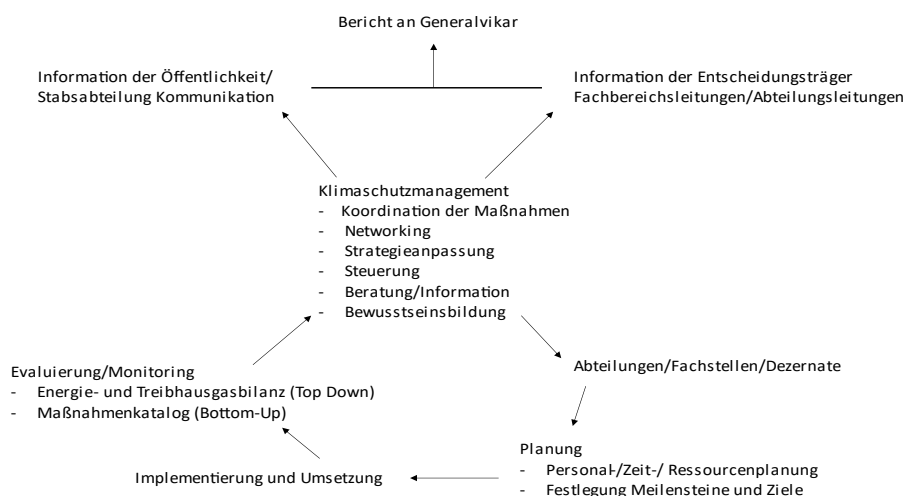 Bericht an Generalvikar
Information der Öffentlichkeit/
Stabsabteilung Kommunikation
Information der Entscheidungsträger
Fachbereichsleitungen/Abteilungsleitungen
Klimaschutzmanagement
- Koordination der Maßnahmen
- Networking
- Strategieanpassung
- Steuerung
- Beratung/Information
- Bewusstseinsbildung
Abteilungen/Fachstellen/Dezernate
Evaluierung/Monitoring
- Energie- und Treibhausgasbilanz (Top Down)
- Maßnahmenkatalog (Bottom-Up)
Planung
- Personal-/Zeit-/ Ressourcenplanung
- Festlegung Meilensteine und Ziele
Implementierung und Umsetzung